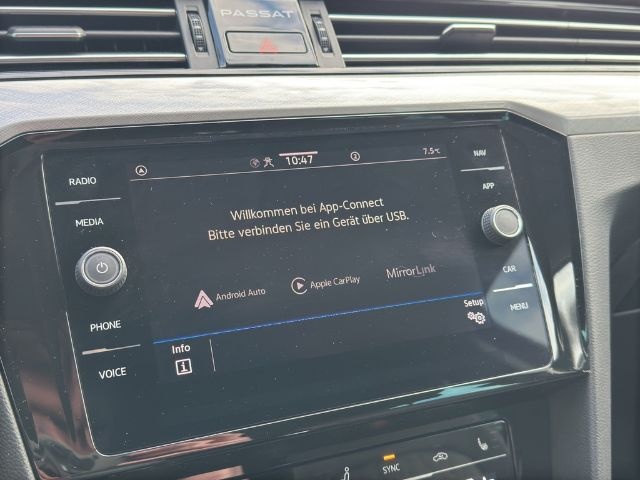 PASSAT
10:47
2
7.5°C
RADIO
MEDIA
PHONE
VOICE
Willkommen bei App-Connect
Bitte verbinden Sie ein Gerät über USB.
Android Auto
Apple CarPlay
MirrorLink
Setup
Info
i
NAV
APP
CAR
MENU
SYNC